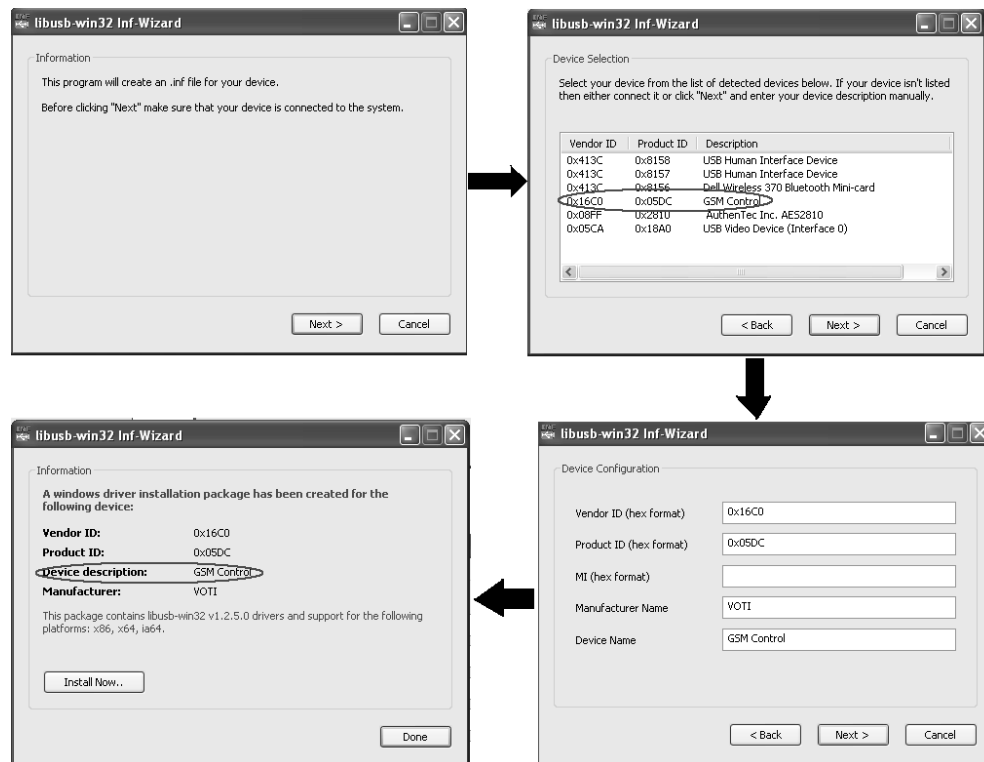 libusb-win32 Inf-Wizard
Information
This program will create an .inf file for your device.
Before clicking "Next" make sure that your device is connected to the system.
Next >
Cancel
libusb-win32 Inf-Wizard
Device Selection
Select your device from the list of detected devices below. If your device isn't listed
then either connect it or click "Next" and enter your device description manually.
Vendor ID Product ID Description
0x413C 0x8158 USB Human Interface Device
0x413C 0x8157 USB Human Interface Device
0x413C 0x8156 Dell Wireless 370 Bluetooth Mini-card
0x16C0 0x05DC GSM Control
0x08FF 0x2810 AuthenTec Inc. AES2810
0x05CA 0x18A0 USB Video Device (Interface 0)
< Back
Next >
Cancel
libusb-win32 Inf-Wizard
Device Configuration
Vendor ID (hex format) 0x16C0
Product ID (hex format) 0x05DC
MI (hex format)
Manufacturer Name VOTI
Device Name GSM Control
< Back
Next >
Cancel
libusb-win32 Inf-Wizard
Information
A windows driver installation package has been created for the
following device:
Vendor ID: 0x16C0
Product ID: 0x05DC
Device description: GSM Control
Manufacturer: VOTI
This package contains libusb-win32 v1.2.5.0 drivers and support for the following
platforms: x86, x64, ia64.
Install Now..
Done